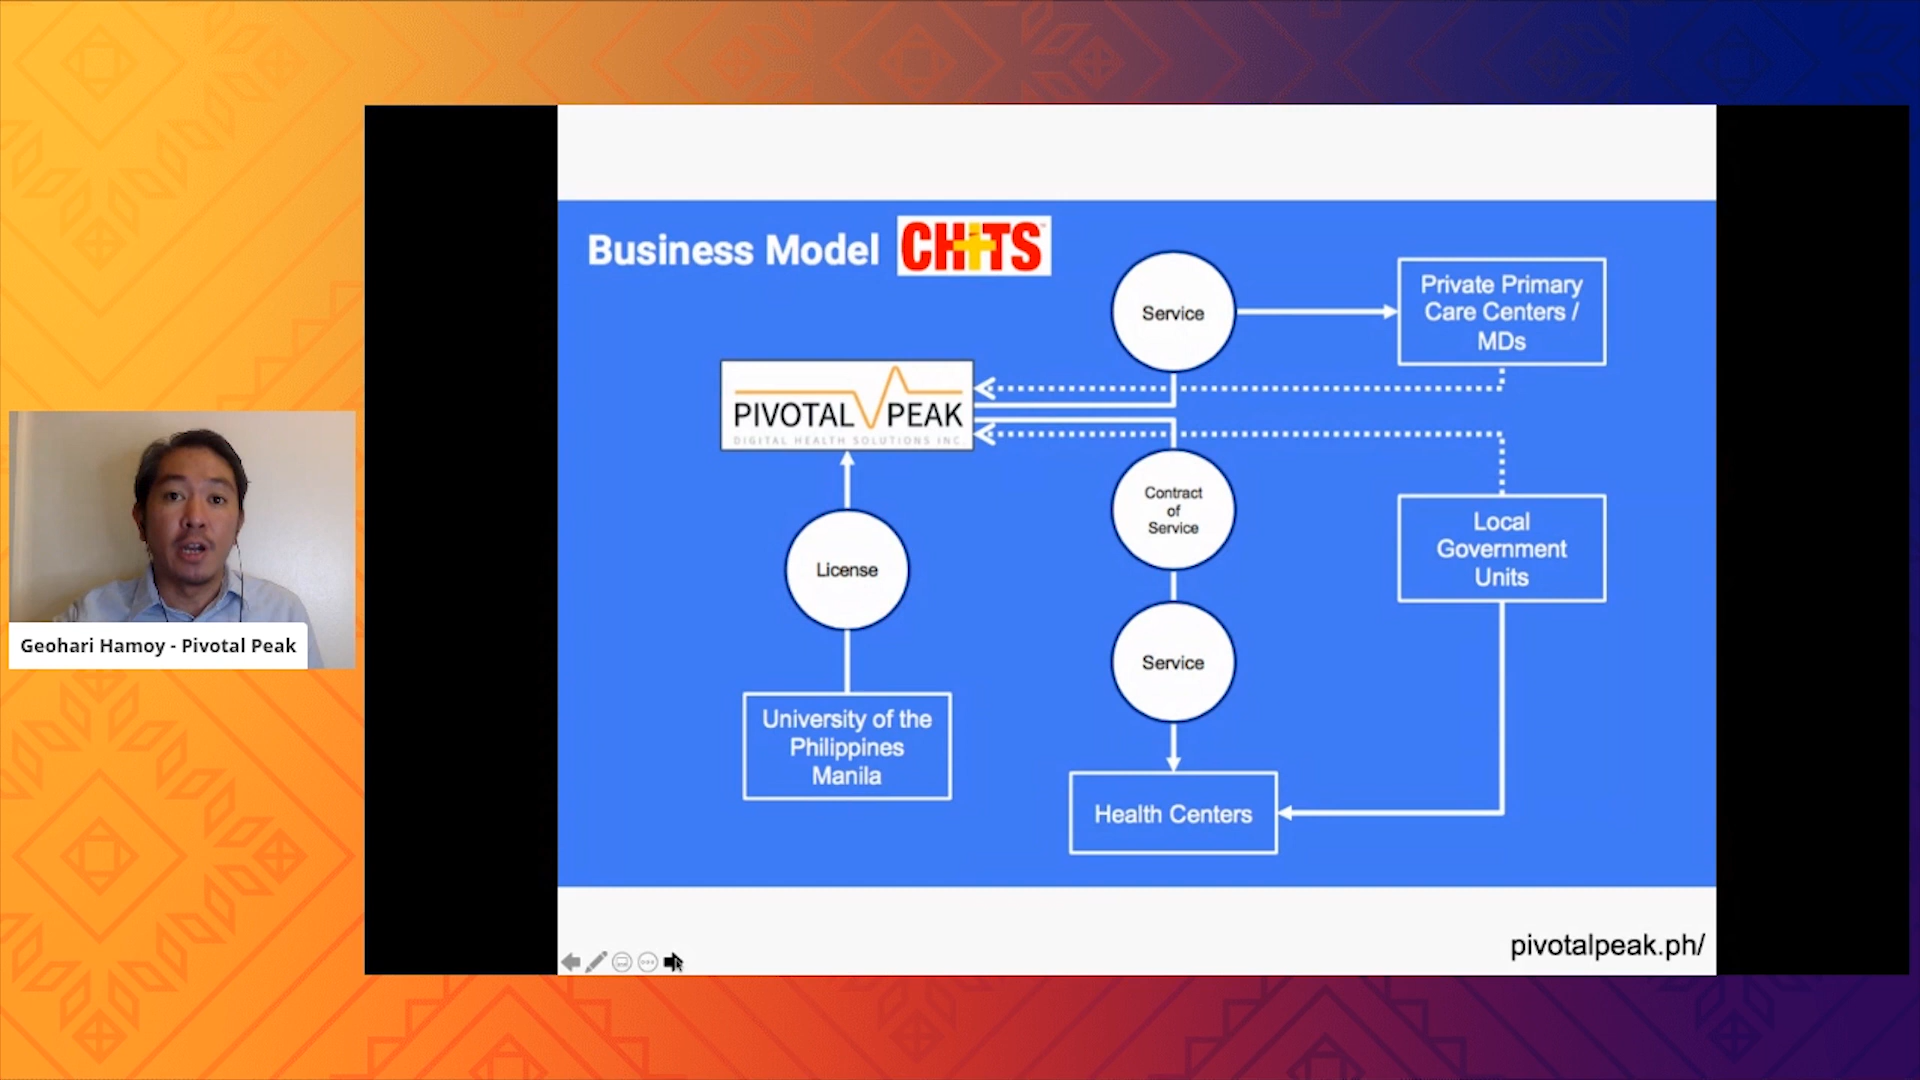 Business Model CHITS
Service
Private Primary
Care Centers /
MDs
PIVOTAL PEAK
DIGITAL HEALTH SOLUTIONS INC.
Contract
of
Service
Local
Government
Units
License
Service
University of the
Philippines
Manila
Health Centers
Geohari Hamoy - Pivotal Peak
pivotalpeak.ph/